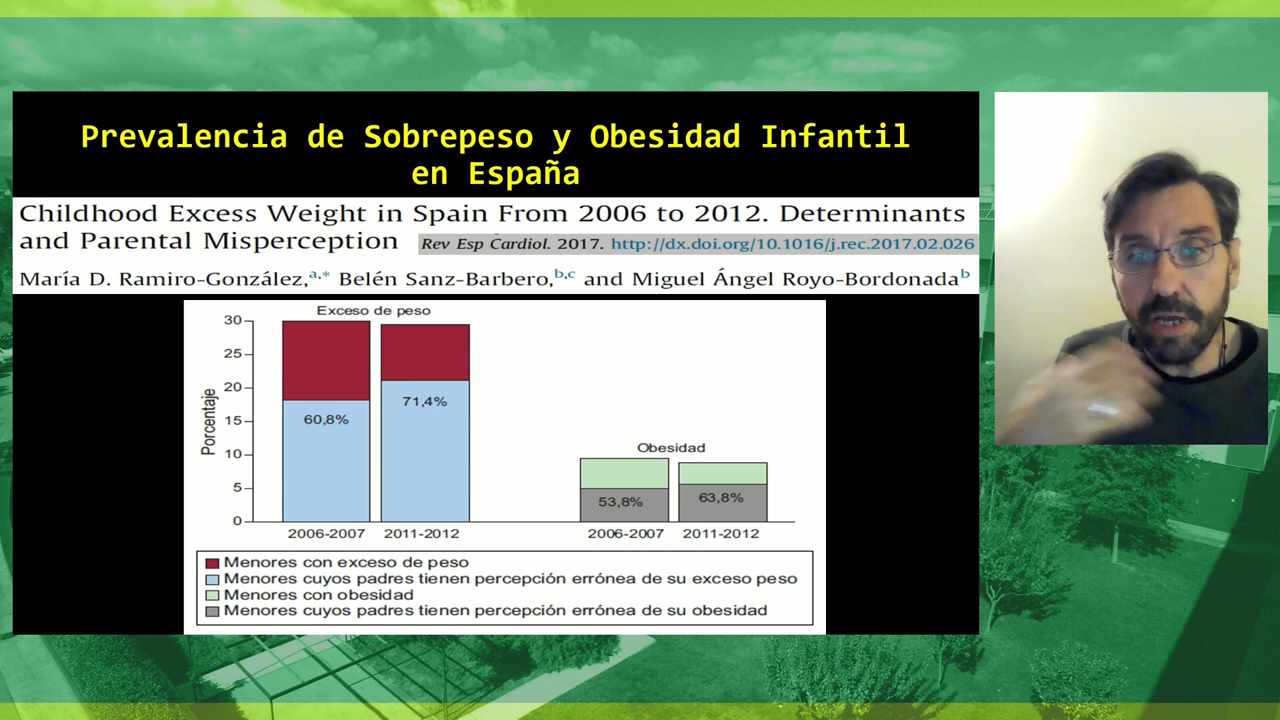 Prevalencia de Sobrepeso y Obesidad Infantil
en España
Childhood Excess Weight in Spain From 2006 to 2012. Determinants
and Parental Misperception Rev Esp Cardiol. 2017. http://dx.doi.org/10.1016/j.rec.2017.02.026
María D. Ramiro-González,a,* Belén Sanz-Barbero,b,c and Miguel Ángel Royo-Bordonadab
Exceso de peso
30
25
20
15
10
5
0
Porcentaje
60,8%
71,4%
Obesidad
53,8%
63,8%
2006-2007 2011-2012 2006-2007 2011-2012
Menores con exceso de peso
Menores cuyos padres tienen percepción errónea de su exceso peso
Menores con obesidad
Menores cuyos padres tienen percepción errónea de su obesidad